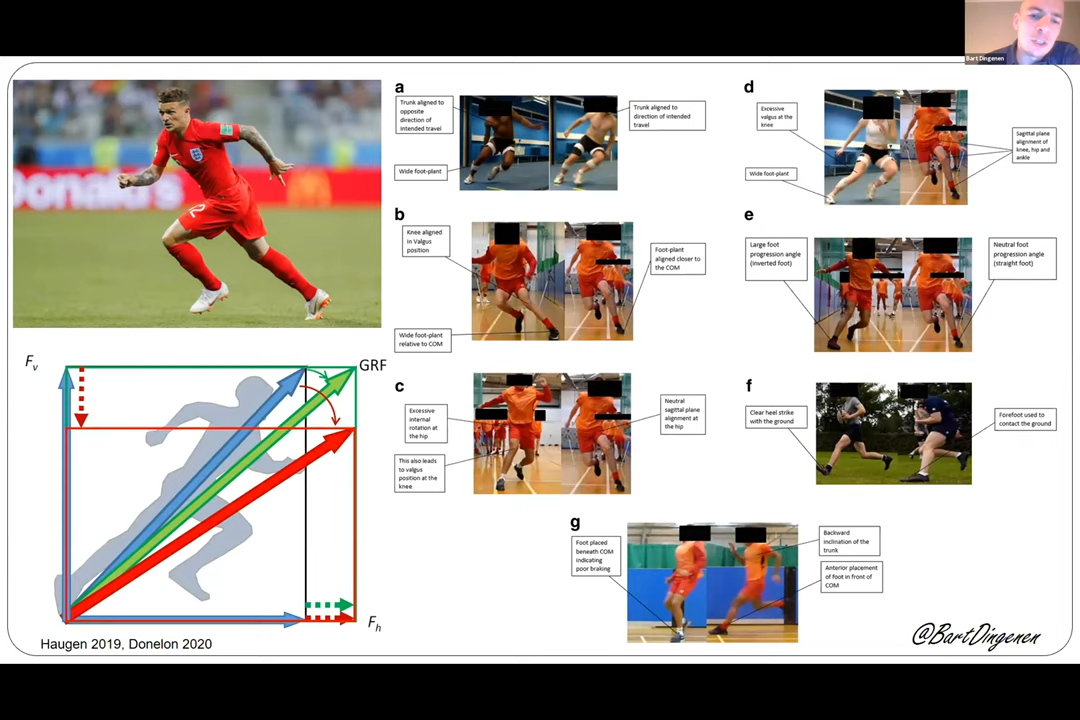 Bart Dingenen
onalds
McD
2
Fv
GRF
Fh
Haugen 2019, Donelon 2020
a
Trunk aligned to
opposite
direction of
intended travel
Wide foot-plant
Trunk aligned to
direction of intended
travel
b
Knee aligned
in Valgus
position
Wide foot-plant
relative to COM
Foot-plant
aligned closer to
the COM
c
Excessive
internal
rotation at
the hip
This also leads
to valgus
position at the
knee
Neutral
sagittal plane
alignment at
the hip
d
Excessive
valgus at the
knee
Wide foot-plant
Sagittal plane
alignment of
knee, hip and
ankle
e
Large foot
progression angle
(inverted foot)
Neutral foot
progression angle
(straight foot)
f
Clear heel strike
with the ground
Forefoot used to
contact the ground
g
Foot placed
beneath COM
indicating
poor braking
Backward
inclination of the
trunk
Anterior placement
of foot in front of
COM
@BartDingenen